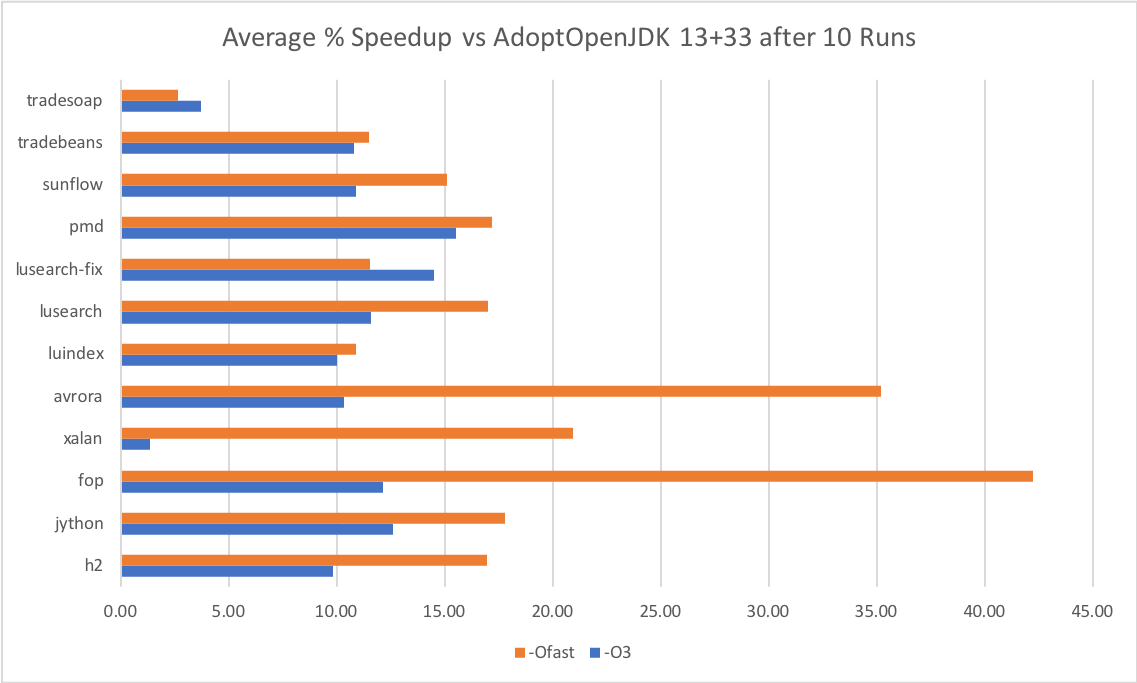 Average % Speedup vs AdoptOpenJDK 13+33 after 10 Runs
tradesoap
tradebeans
sunflow
pmd
lusearch-fix
lusearch
luindex
avrora
xalan
fop
jython
h2
0.00 5.00 10.00 15.00 20.00 25.00 30.00 35.00 40.00 45.00
-Ofast -O3